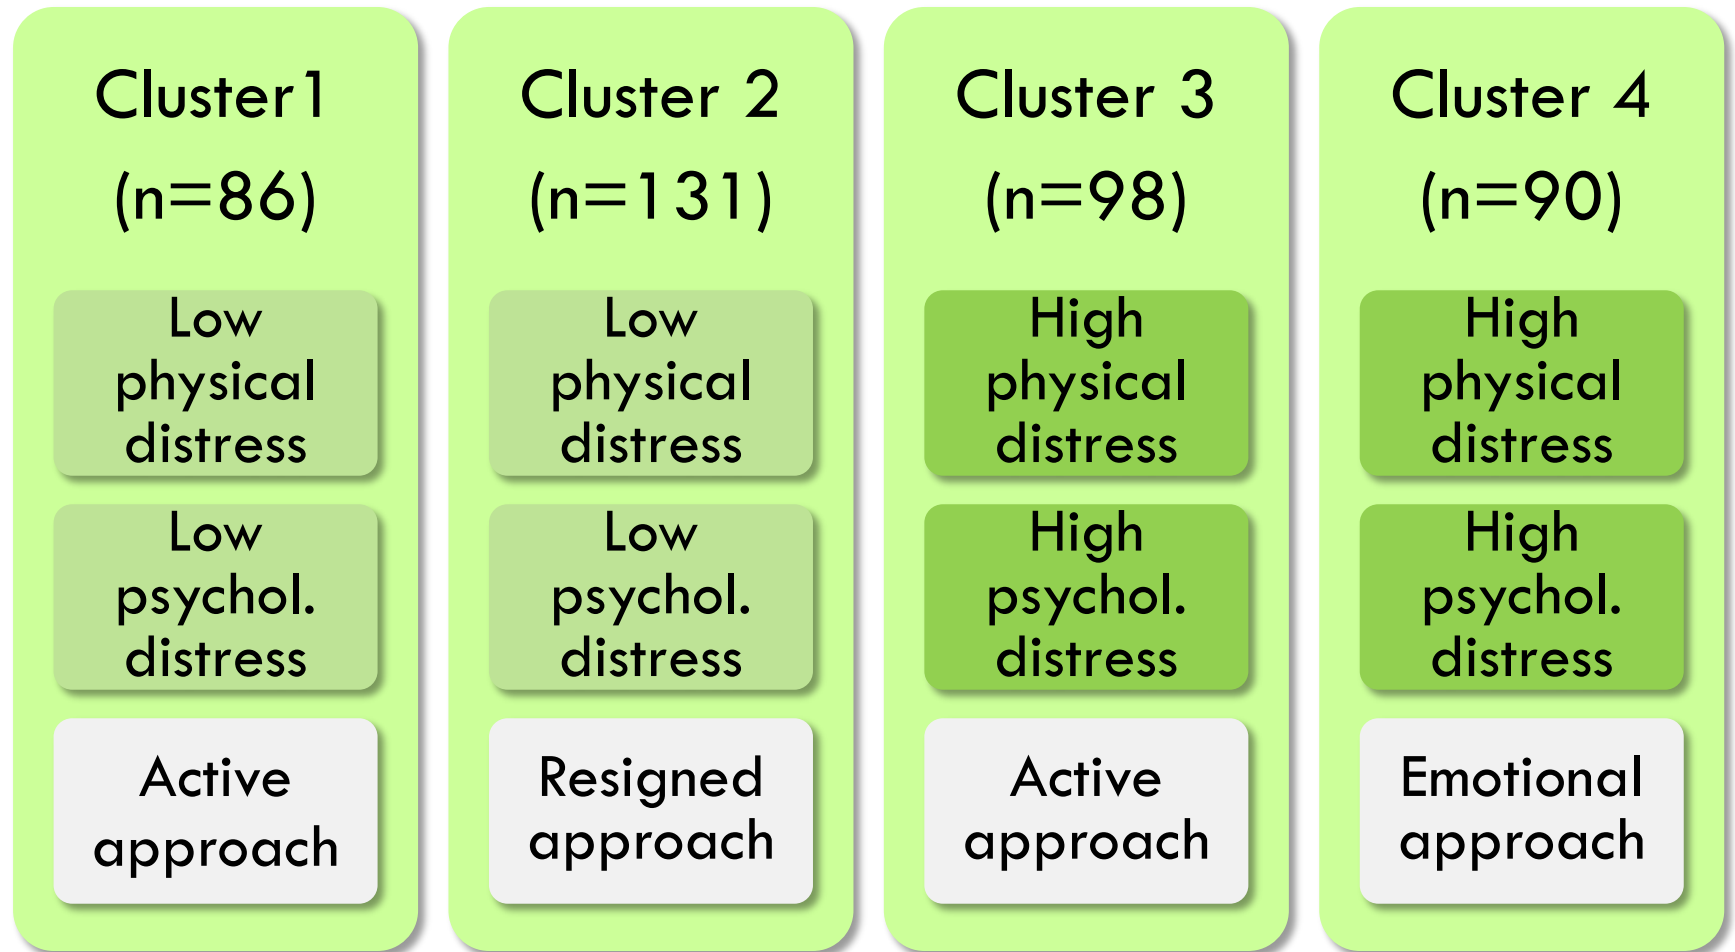 Cluster1
(n=86)
Low
physical
distress
Low
psychol.
distress
Active
approach
Cluster 2
(n=131)
Low
physical
distress
Low
psychol.
distress
Resigned
approach
Cluster 3
(n=98)
High
physical
distress
High
psychol.
distress
Active
approach
Cluster 4
(n=90)
High
physical
distress
High
psychol.
distress
Emotional
approach